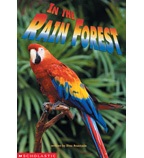 IN THE
RAIN FOREST
SCHOLASTIC